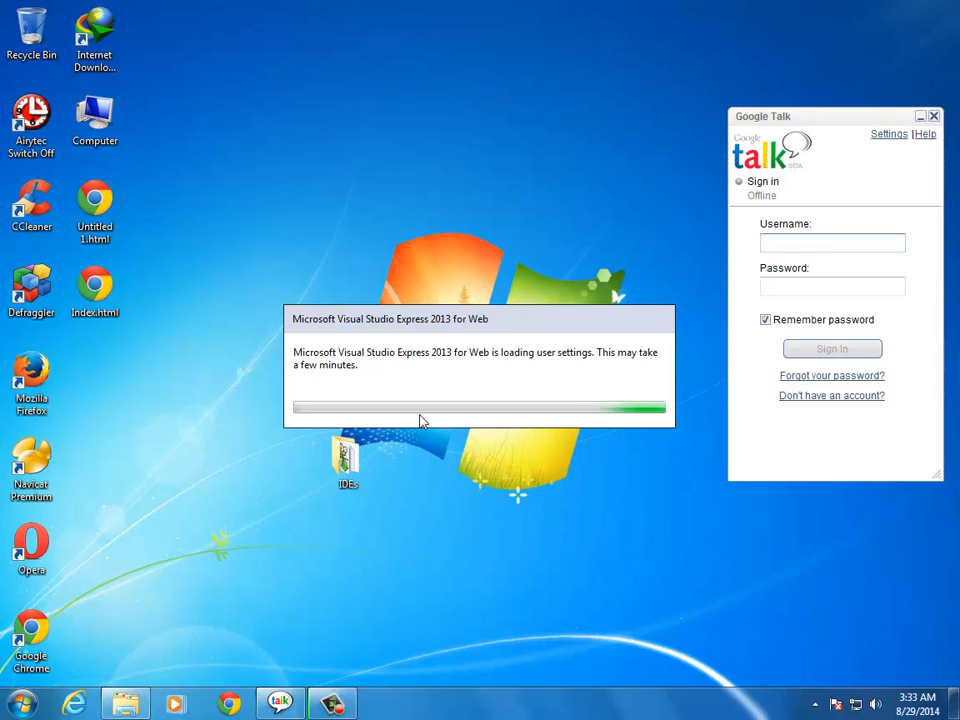 Recycle Bin
Internet
Downlo...
Airytec
Switch Off
Computer
CCleaner
Untitled
1.html
Defraggler
Index.html
Mozilla
Firefox
Navicat
Premium
Opera
Google
Chrome
IDEs
Microsoft Visual Studio Express 2013 for Web
Microsoft Visual Studio Express 2013 for Web is loading user settings. This may take
a few minutes.
Google Talk
Settings | Help
Google
talk
BETA
Sign in
Offline
Username:
Password:
Remember password
Sign In
Forgot your password?
Don't have an account?
talk
3:33 AM
8/29/2014